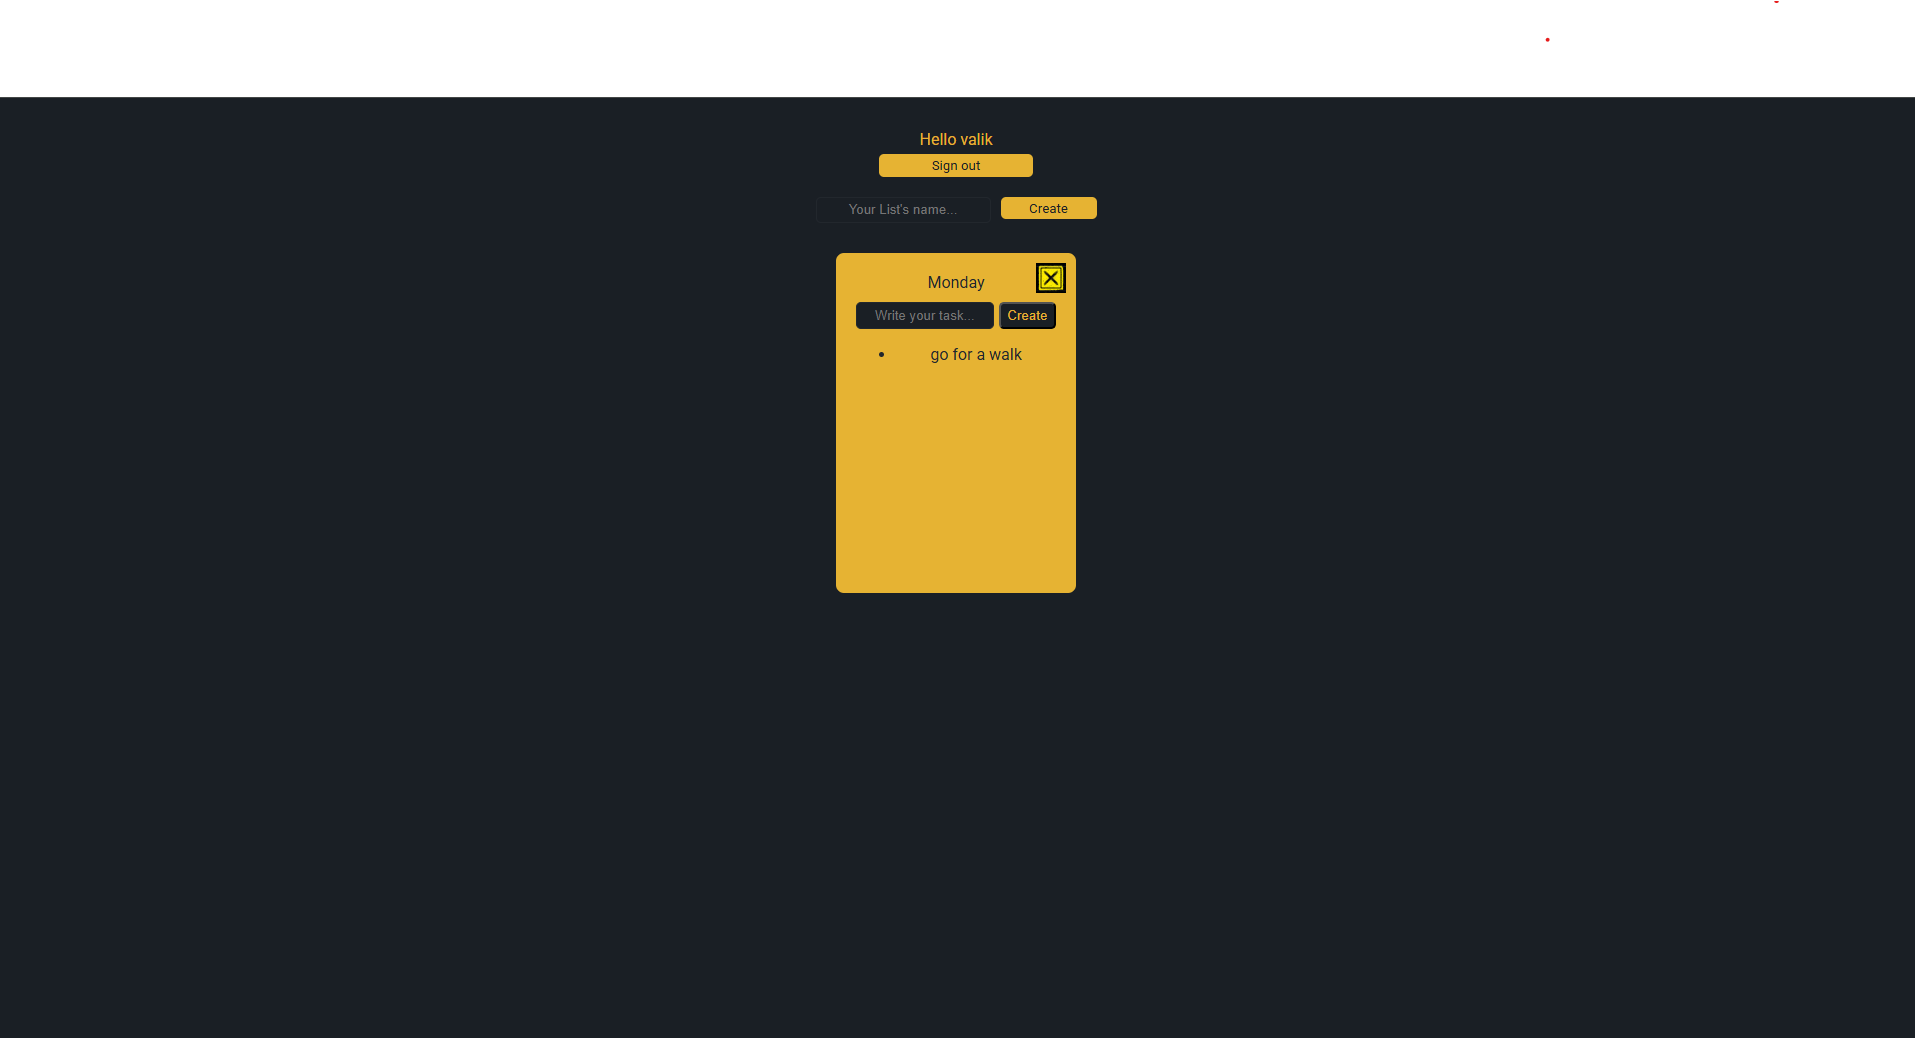 Hello valik
Sign out
Your List's name...
Create
Monday
Write your task...
Create
go for a walk